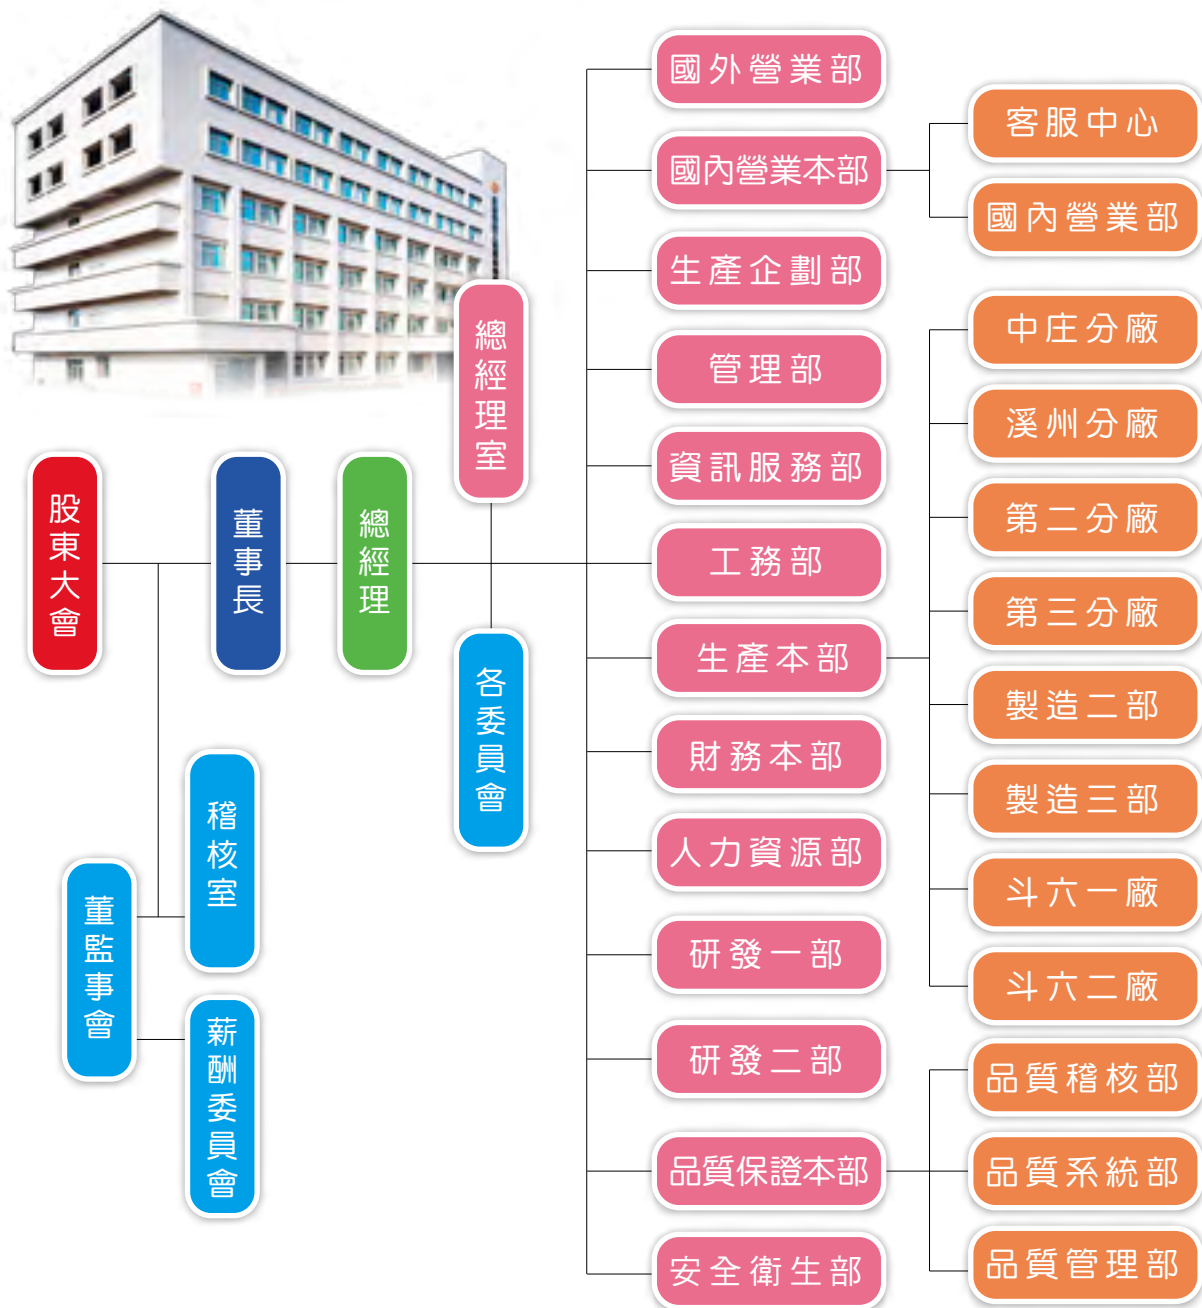 總經理室
股東大會
董事長
總經理
各委員會
稽核室
董監事會
薪酬委員會
國外營業部
國內營業本部
生產企劃部
管理部
資訊服務部
工務部
生產本部
財務本部
人力資源部
研發一部
研發二部
品質保證本部
安全衛生部
客服中心
國內營業部
中庄分廠
溪州分廠
第二分廠
第三分廠
製造二部
製造三部
斗六一廠
斗六二廠
品質稽核部
品質系統部
品質管理部